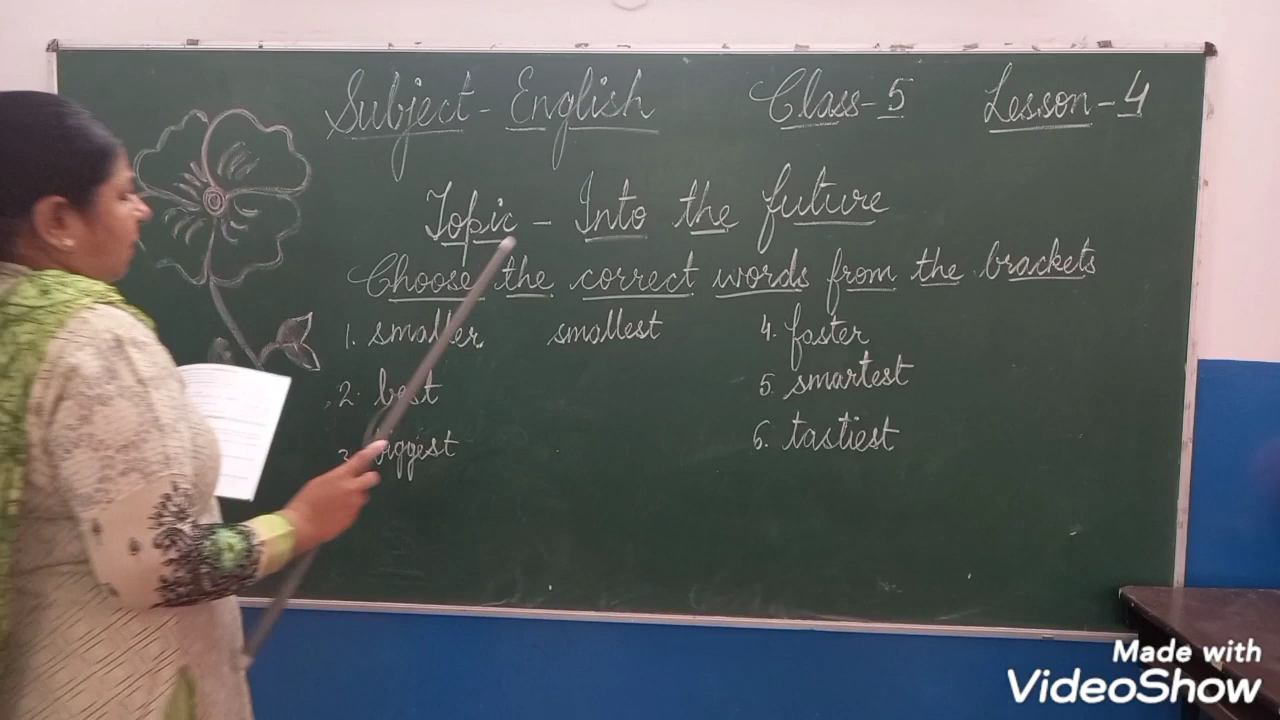 Subject - English Class - 5 Lesson - 4
Topic - Into the future
Choose the correct words from the brackets
1. smaller smallest 4. faster
2. best 5. smartest
3. biggest 6. tastiest
Made with
VideoShow